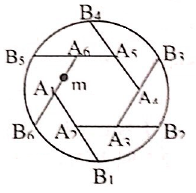 B₄
B₅ A₆ A₅ B₃
A₁ m A₄
B₆ A₂ A₃ B₂
B₁